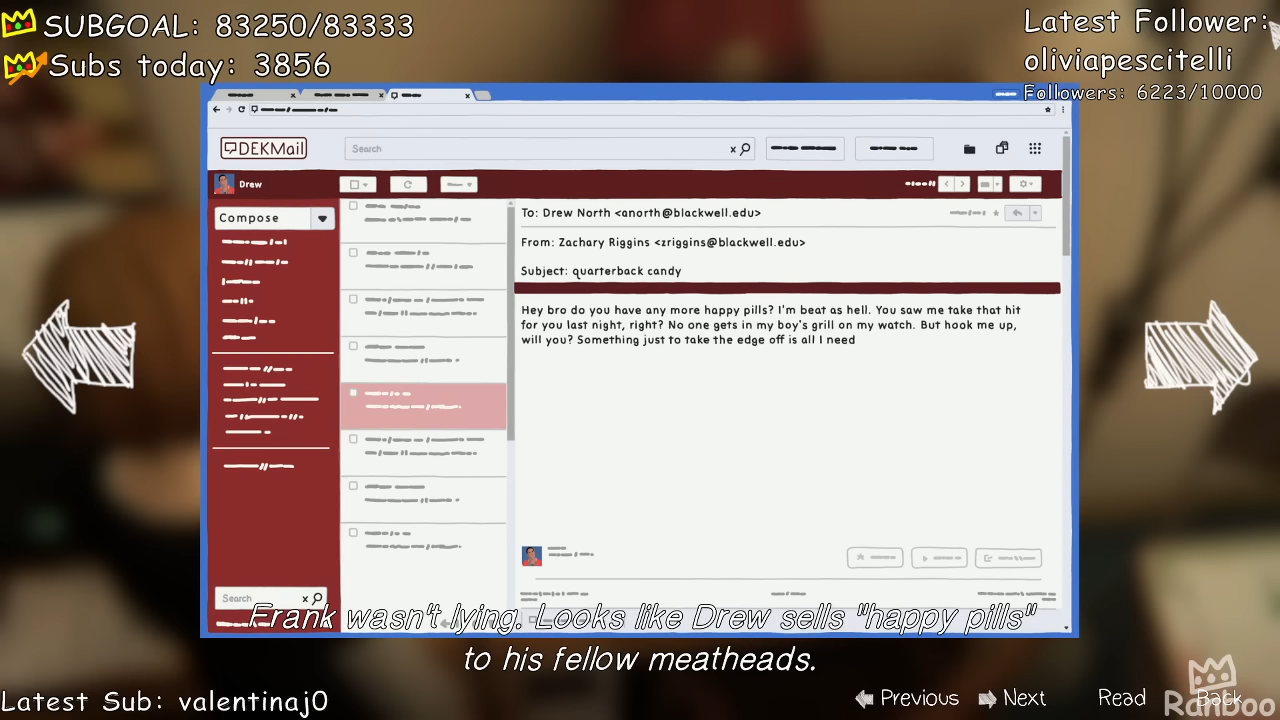 SUBGOAL: 83250/83333
Subs today: 3856
Latest Follower:
oliviapescitelli
Followers: 6223/10000
DEKMail
Search
x
Drew
Compose
To: Drew North <anorth@blackwell.edu>
From: Zachary Riggins <zriggins@blackwell.edu>
Subject: quarterback candy
Hey bro do you have any more happy pills? I'm beat as hell. You saw me take that hit
for you last night, right? No one gets in my boy's grill on my watch. But hook me up,
will you? Something just to take the edge off is all I need
Search
x
Frank wasn't lying. Looks like Drew sells "happy pills"
to his fellow meatheads.
Latest Sub: valentinaj0
Previous
Next
Read
Back
Ranboo